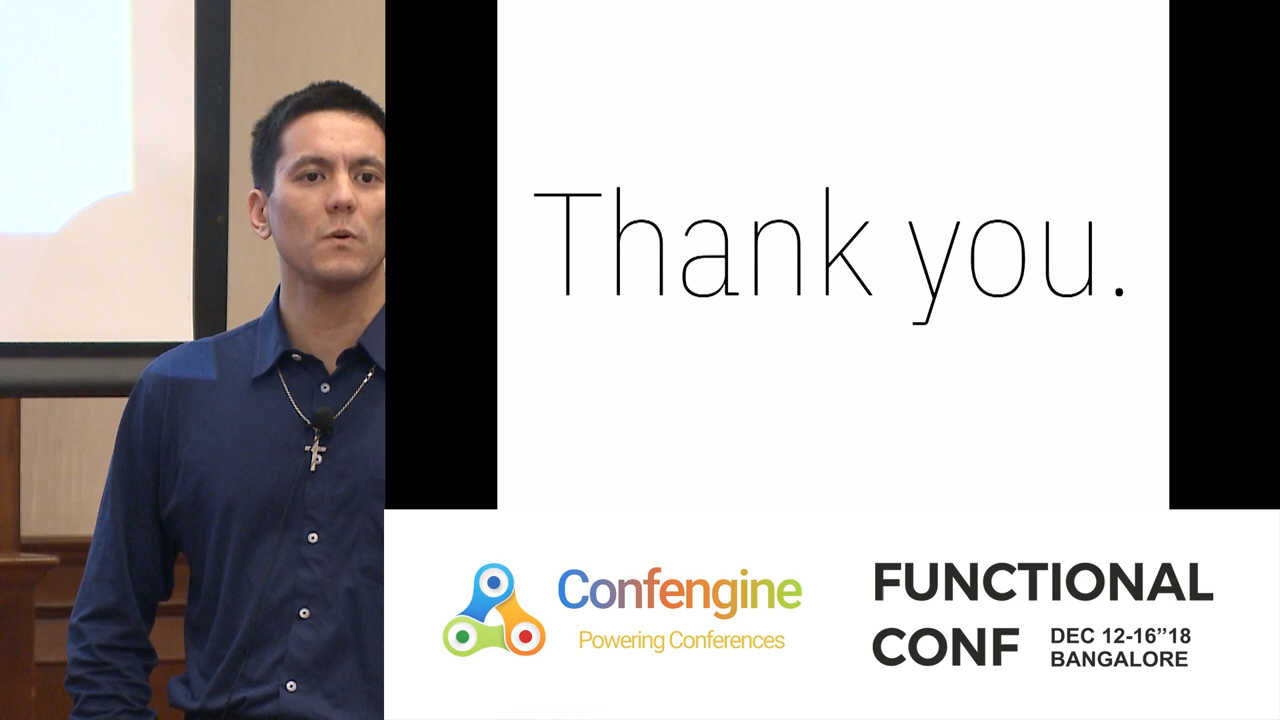 Thank you.
Confengine
Powering Conferences
FUNCTIONAL
CONF
DEC 12-16"18
BANGALORE